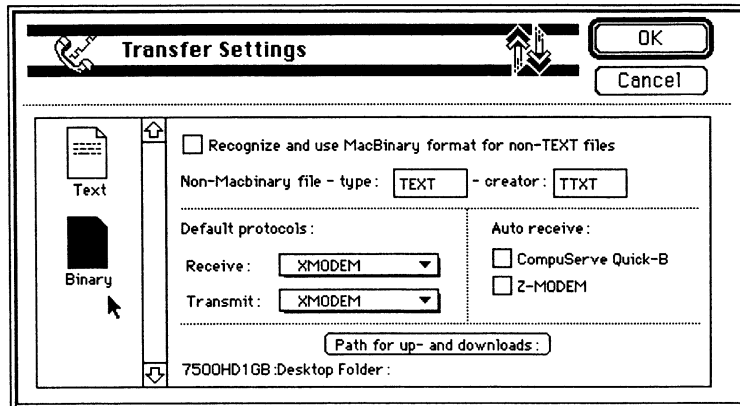 Transfer Settings
OK
Cancel
Text
Binary
Recognize and use MacBinary format for non-TEXT files
Non-Macbinary file - type: TEXT - creator: TTXT
Default protocols:
Receive: XMODEM
Transmit: XMODEM
Auto receive:
CompuServe Quick-B
Z-MODEM
Path for up- and downloads:
7500HD1GB:Desktop Folder: